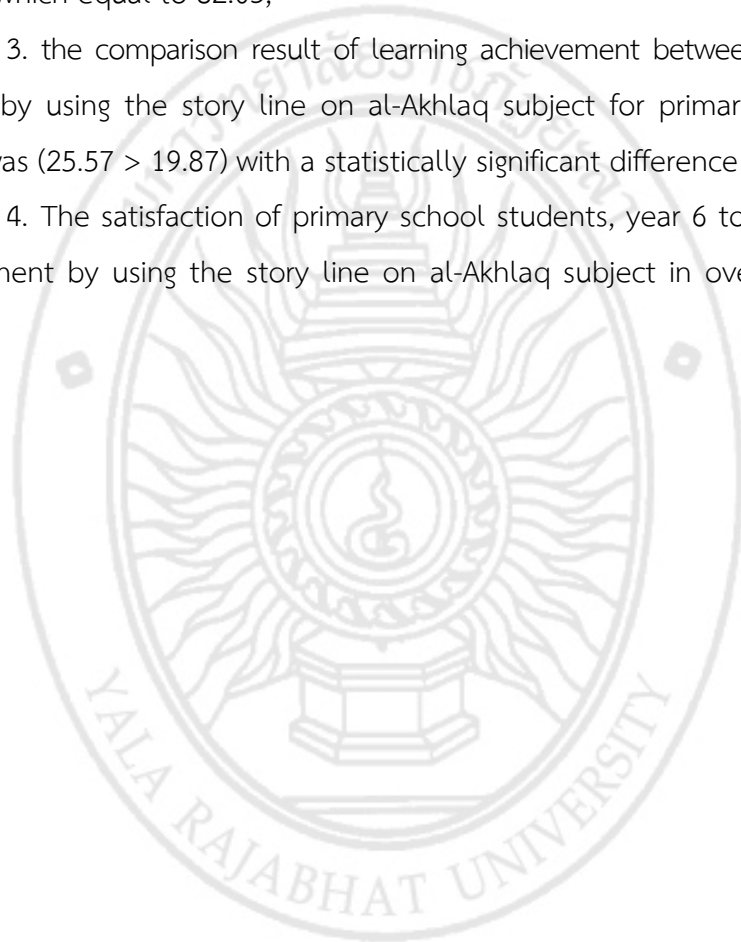 which equal to 82.05,
3. the comparison result of learning achievement betwee
by using the story line on al-Akhlaq subject for primar
was (25.57 > 19.87) with a statistically significant difference
4. The satisfaction of primary school students, year 6 to
ment by using the story line on al-Akhlaq subject in ove
YALA RAJABHAT UNIVERSITY